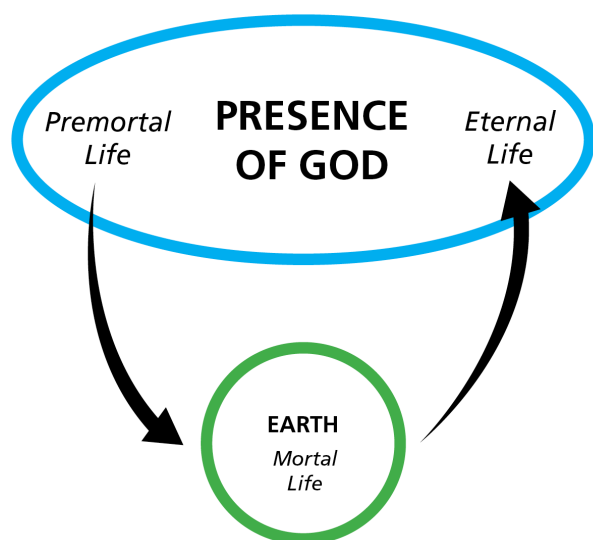 Premortal
Life
PRESENCE
OF GOD
Eternal
Life
EARTH
Mortal
Life